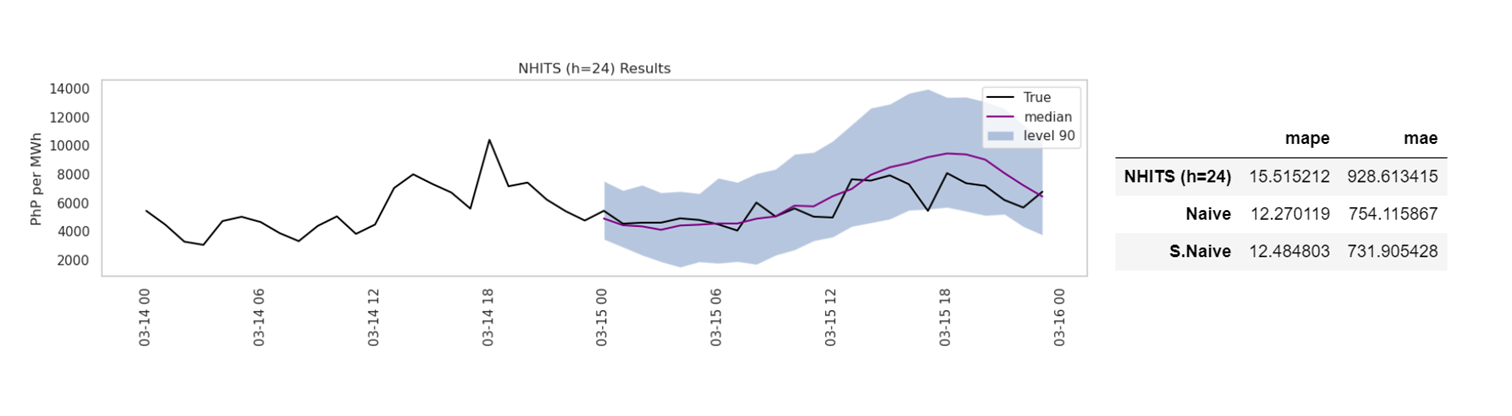 NHITS (h=24) Results
PhP per MWh
14000
12000
10000
8000
6000
4000
2000
03-14 00
03-14 06
03-14 12
03-14 18
03-15 00
03-15 06
03-15 12
03-15 18
03-16 00
True
median
level 90
mape mae
NHITS (h=24) 15.515212 928.613415
Naive 12.270119 754.115867
S.Naive 12.484803 731.905428